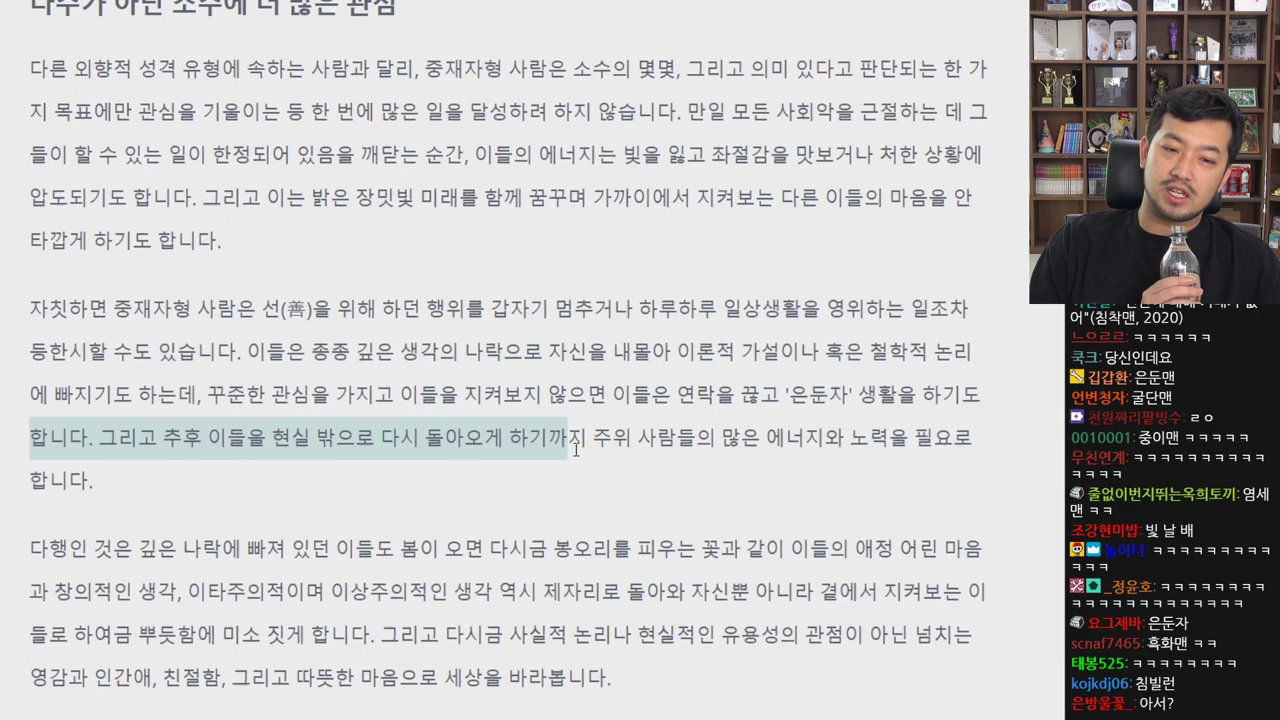 다수가 아닌 소수에 더 많은 관심
다른 외향적 성격 유형에 속하는 사람과 달리, 중재자형 사람은 소수의 몇몇, 그리고 의미 있다고 판단되는 한 가
지 목표에만 관심을 기울이는 등 한 번에 많은 일을 달성하려 하지 않습니다. 만일 모든 사회악을 근절하는 데 그
들이 할 수 있는 일이 한정되어 있음을 깨닫는 순간, 이들의 에너지는 빛을 잃고 좌절감을 맛보거나 처한 상황에
압도되기도 합니다. 그리고 이는 밝은 장밋빛 미래를 함께 꿈꾸며 가까이에서 지켜보는 다른 이들의 마음을 안
타깝게 하기도 합니다.
자칫하면 중재자형 사람은 선(善)을 위해 하던 행위를 갑자기 멈추거나 하루하루 일상생활을 영위하는 일조차
등한시할 수도 있습니다. 이들은 종종 깊은 생각의 나락으로 자신을 내몰아 이론적 가설이나 혹은 철학적 논리
에 빠지기도 하는데, 꾸준한 관심을 가지고 이들을 지켜보지 않으면 이들은 연락을 끊고 '은둔자' 생활을 하기도
합니다. 그리고 추후 이들을 현실 밖으로 다시 돌아오게 하기까지 주위 사람들의 많은 에너지와 노력을 필요로
합니다.
다행인 것은 깊은 나락에 빠져 있던 이들도 봄이 오면 다시금 봉오리를 피우는 꽃과 같이 이들의 애정 어린 마음
과 창의적인 생각, 이타주의적이며 이상주의적인 생각 역시 제자리로 돌아와 자신뿐 아니라 곁에서 지켜보는 이
들로 하여금 뿌듯함에 미소 짓게 합니다. 그리고 다시금 사실적 논리나 현실적인 유용성의 관점이 아닌 넘치는
영감과 인간애, 친절함, 그리고 따뜻한 마음으로 세상을 바라봅니다.
어"(침착맨, 2020)
ㄴㅇㄹㄹ: ㅋㅋㅋㅋㅋㅋ
쿡크: 당신인데요
김갑환: 은둔맨
언변청자: 굴단맨
천원짜리팥빙수: ㄹㅇ
0010001: 중이맨 ㅋㅋㅋㅋㅋ
무친연계: ㅋㅋㅋㅋㅋㅋㅋㅋㅋㅋ
ㅋㅋㅋㅋ
줄없이번지뛰는옥희토끼: 염세
맨 ㅋㅋ
조강현미밥: 빛 날 배
놀이터: ㅋㅋㅋㅋㅋㅋㅋㅋㅋ
ㅋㅋㅋ
_정윤호: ㅋㅋㅋㅋㅋㅋㅋㅋ
ㅋㅋㅋㅋㅋㅋㅋㅋㅋㅋㅋㅋㅋ
요그제바: 은둔자
scnaf7465: 흑화맨 ㅋㅋ
태봉525: ㅋㅋㅋㅋㅋㅋㅋㅋ
kojkdj06: 침빌런
은방울꽃_: 아서?